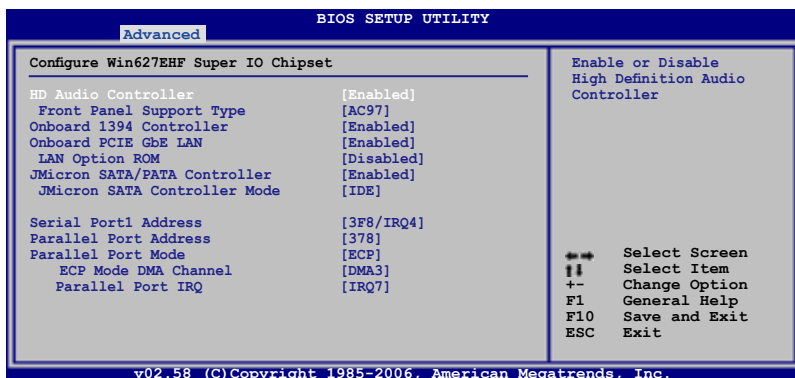 BIOS SETUP UTILITY
Advanced
Configure Win627EHF Super IO Chipset
HD Audio Controller [Enabled]
Front Panel Support Type [AC97]
Onboard 1394 Controller [Enabled]
Onboard PCIE GbE LAN [Enabled]
LAN Option ROM [Disabled]
JMicron SATA/PATA Controller [Enabled]
JMicron SATA Controller Mode [IDE]
Serial Port1 Address [3F8/IRQ4]
Parallel Port Address [378]
Parallel Port Mode [ECP]
ECP Mode DMA Channel [DMA3]
Parallel Port IRQ [IRQ7]
Enable or Disable
High Definition Audio
Controller
←→ Select Screen
↑↓ Select Item
+- Change Option
F1 General Help
F10 Save and Exit
ESC Exit
v02.58 (C)Copyright 1985-2006, American Megatrends, Inc.